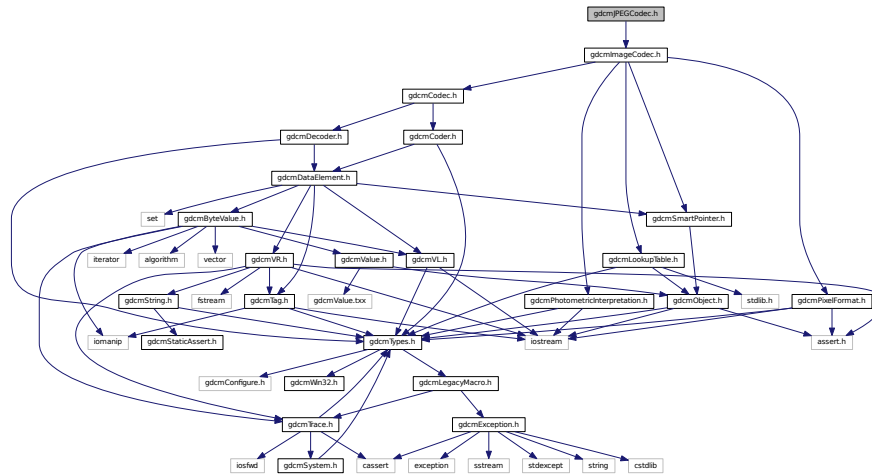 gdcmJPEGCodec.h
gdcmImageCodec.h
gdcmCodec.h
gdcmDecoder.h
gdcmCoder.h
gdcmDataElement.h
set
gdcmByteValue.h
gdcmSmartPointer.h
iterator
algorithm
vector
gdcmVR.h
gdcmValue.h
gdcmVL.h
gdcmLookupTable.h
gdcmString.h
fstream
gdcmTag.h
gdcmValue.txx
gdcmPhotometricInterpretation.h
gdcmObject.h
stdlib.h
gdcmPixelFormat.h
iomanip
gdcmStaticAssert.h
gdcmTypes.h
iostream
assert.h
gdcmConfigure.h
gdcmWin32.h
gdcmLegacyMacro.h
gdcmTrace.h
gdcmException.h
iosfwd
gdcmSystem.h
cassert
exception
sstream
stdexcept
string
cstdlib